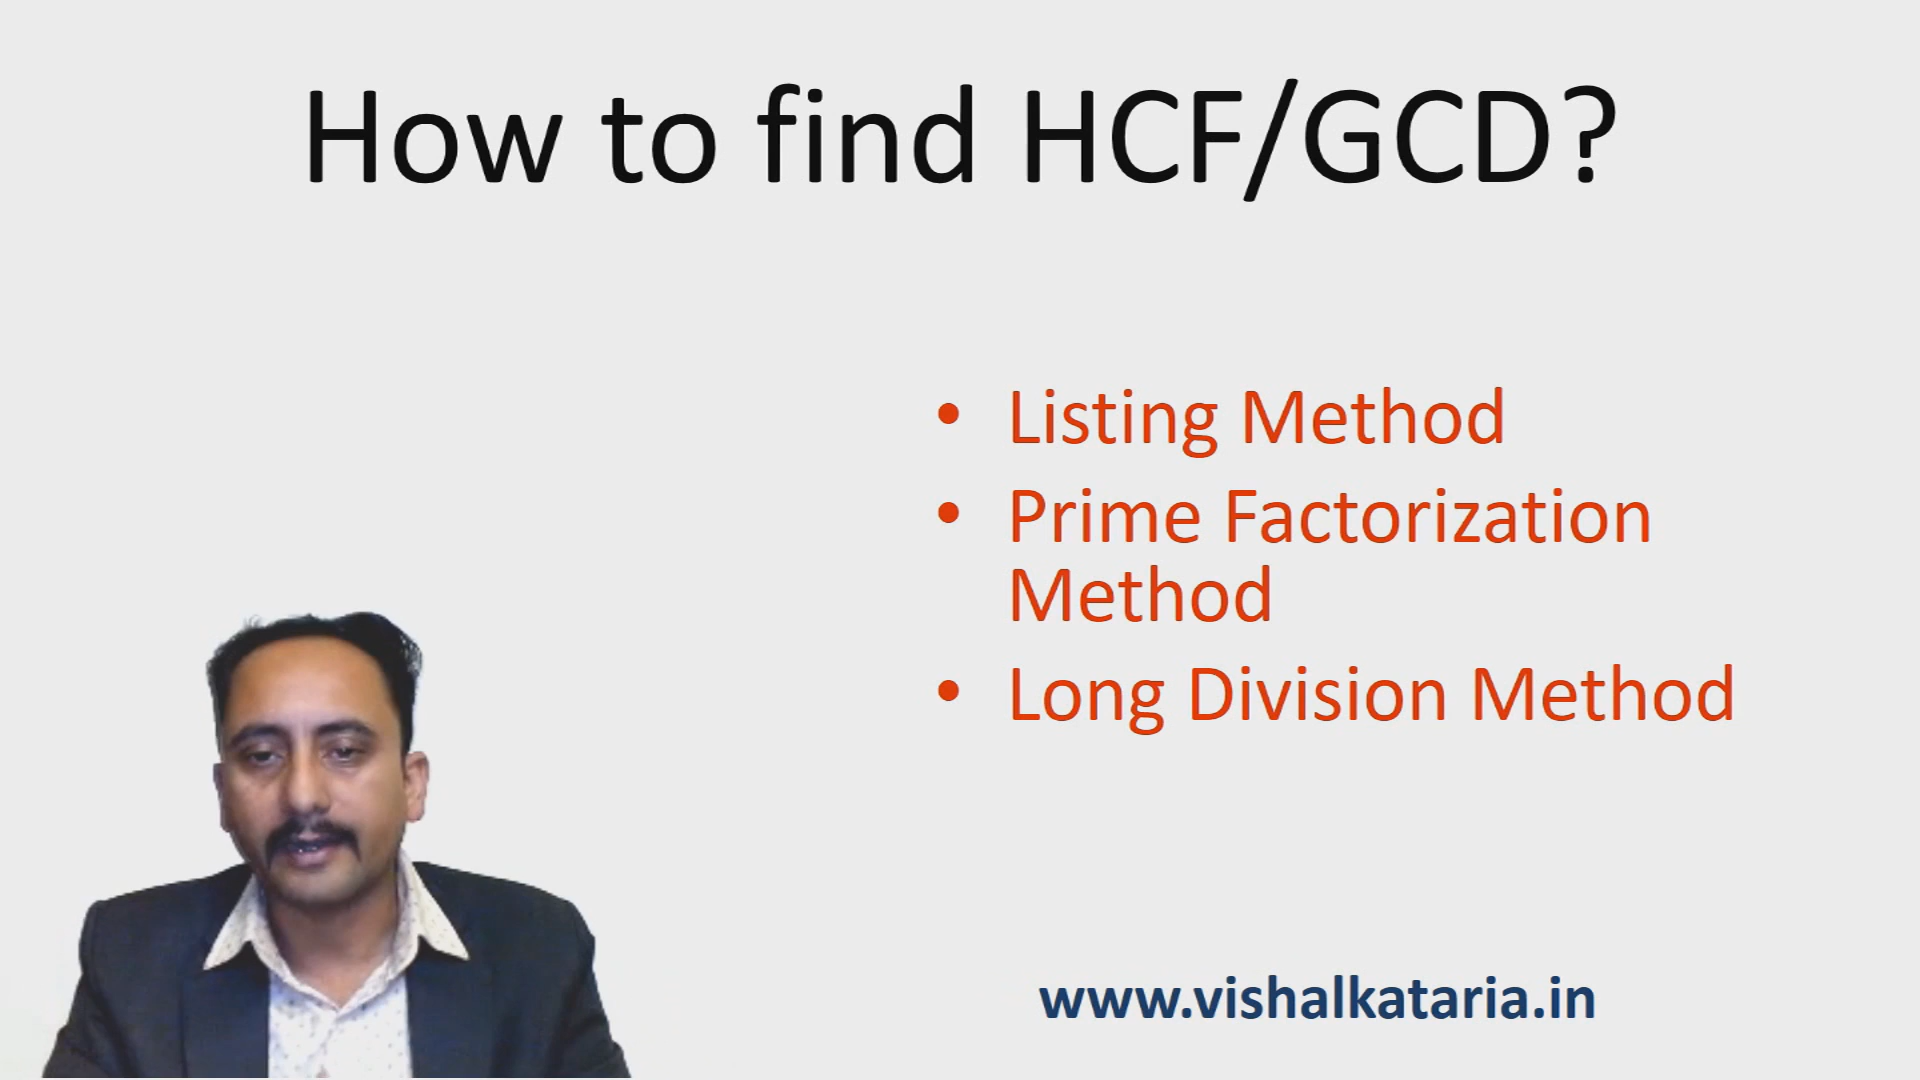 How to find HCF/GCD?
• Listing Method
• Prime Factorization
Method
• Long Division Method
www.vishalkataria.in